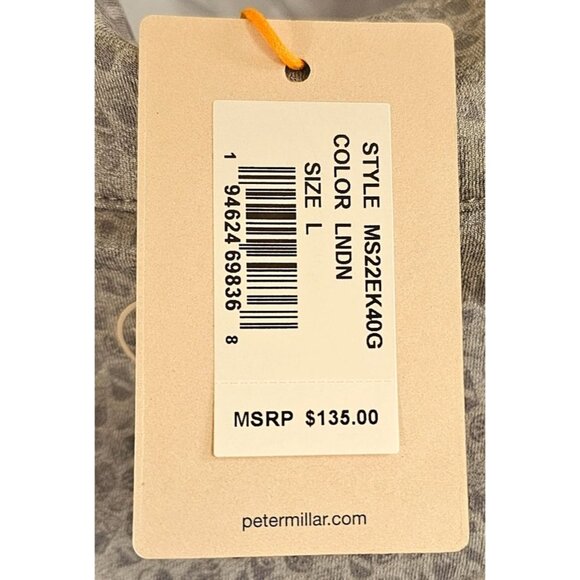 STYLE MS22EK40G
COLOR LNDN
SIZE L
1 94624 69836 8
MSRP $135.00
petermillar.com